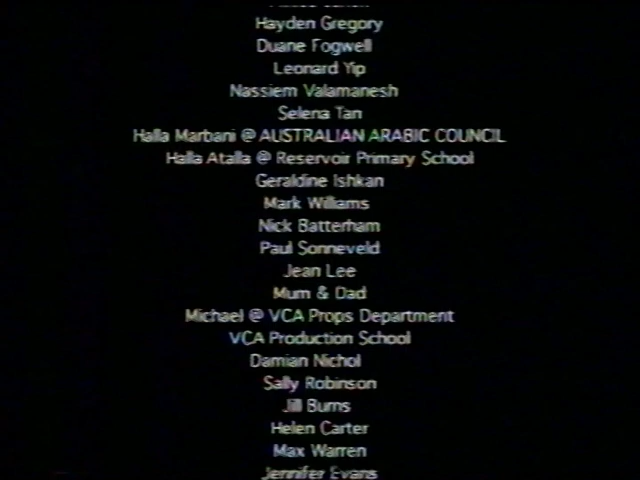 Hayden Gregory
Duane Fogwell
Leonard Yip
Nassiem Valamanesh
Selena Tan
Halla Marbani @ AUSTRALIAN ARABIC COUNCIL
Halla Atalla @ Reservoir Primary School
Geraldine Ishkan
Mark Williams
Nick Batterham
Paul Sonneveld
Jean Lee
Mum & Dad
Michael @ VCA Props Department
VCA Production School
Damian Nichol
Sally Robinson
Jill Burns
Helen Carter
Max Warren
Jennifer Evans